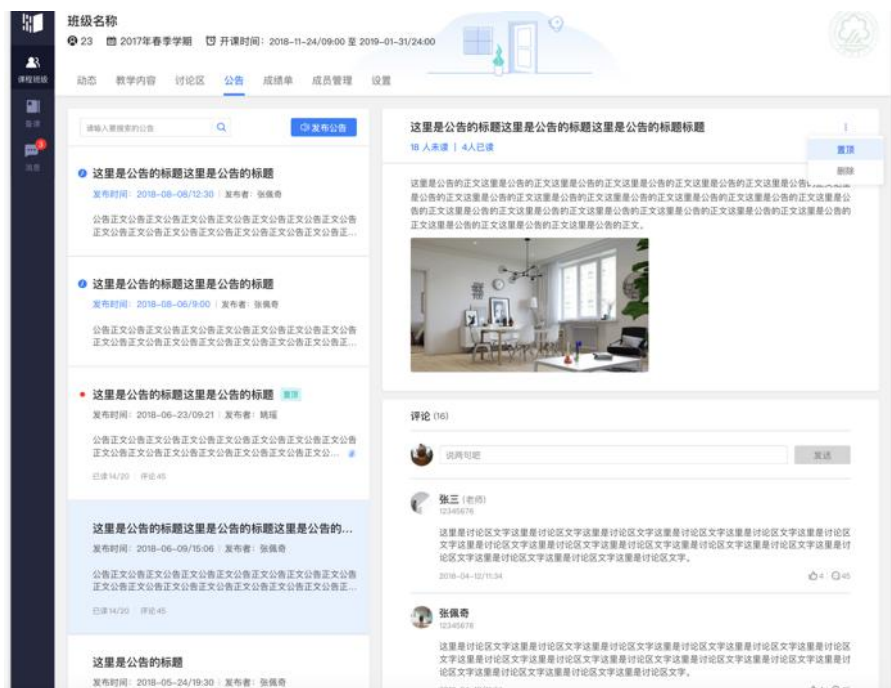 班级名称
23 2017年春季学期 开课时间：2018-11-24/09:00 至 2019-01-31/24:00
课程班级
备课
3
消息
动态 教学内容 讨论区 公告 成绩单 成员管理 设置
请输入要搜索的公告
发布公告
这里是公告的标题这里是公告的标题
发布时间：2018-08-08/12:30 | 发布者：张佩奇
公告正文公告正文公告正文公告正文公告正文公告正文公告
正文公告正文公告正文公告正文公告正文公告正文公告正...
这里是公告的标题这里是公告的标题
发布时间：2018-08-06/9:00 | 发布者：张佩奇
公告正文公告正文公告正文公告正文公告正文公告正文公告
正文公告正文公告正文公告正文公告正文公告正文公告正...
这里是公告的标题这里是公告的标题 置顶
发布时间：2018-06-23/09:21 | 发布者：姚瑶
公告正文公告正文公告正文公告正文公告正文公告正文公告
正文公告正文公告正文公告正文公告正文公告正文公...
已读14/20 | 评论45
这里是公告的标题这里是公告的标题这里是公告的...
发布时间：2018-06-09/15:06 | 发布者：张佩奇
公告正文公告正文公告正文公告正文公告正文公告正文公告
正文公告正文公告正文公告正文公告正文公告正文公告正...
已读14/20 | 评论45
这里是公告的标题
发布时间：2018-05-24/19:30 | 发布者：张佩奇
这里是公告的标题这里是公告的标题这里是公告的标题标题
18 人未读 | 4人已读
置顶
删除
这里是公告的正文这里是公告的正文这里是公告的正文这里是公告的正文这里是公告的正文这里
是公告的正文这里是公告的正文这里是公告的正文这里是公告的正文这里是公告的正文这里是公
告的正文这里是公告的正文这里是公告的正文这里是公告的正文这里是公告的正文这里是公告的
正文这里是公告的正文这里是公告的正文这里是公告的正文。
评论 (16)
说两句吧
发送
张三 (老师)
12345676
这里是讨论区文字这里是讨论区文字这里是讨论区文字这里是讨论区文字这里是讨论区文字这里是讨论区
文字这里是讨论区文字这里是讨论区文字这里是讨论区文字这里是讨论区文字这里是讨论区文字这里是讨
论区文字这里是讨论区文字这里是讨论区文字这里是讨论区文字。
2018-04-12/11:34 4 45
张佩奇
12345678
这里是讨论区文字这里是讨论区文字这里是讨论区文字这里是讨论区文字这里是讨论区文字这里是讨论区
文字这里是讨论区文字这里是讨论区文字这里是讨论区文字这里是讨论区文字这里是讨论区文字这里是讨
论区文字这里是讨论区文字这里是讨论区文字这里是讨论区文字。